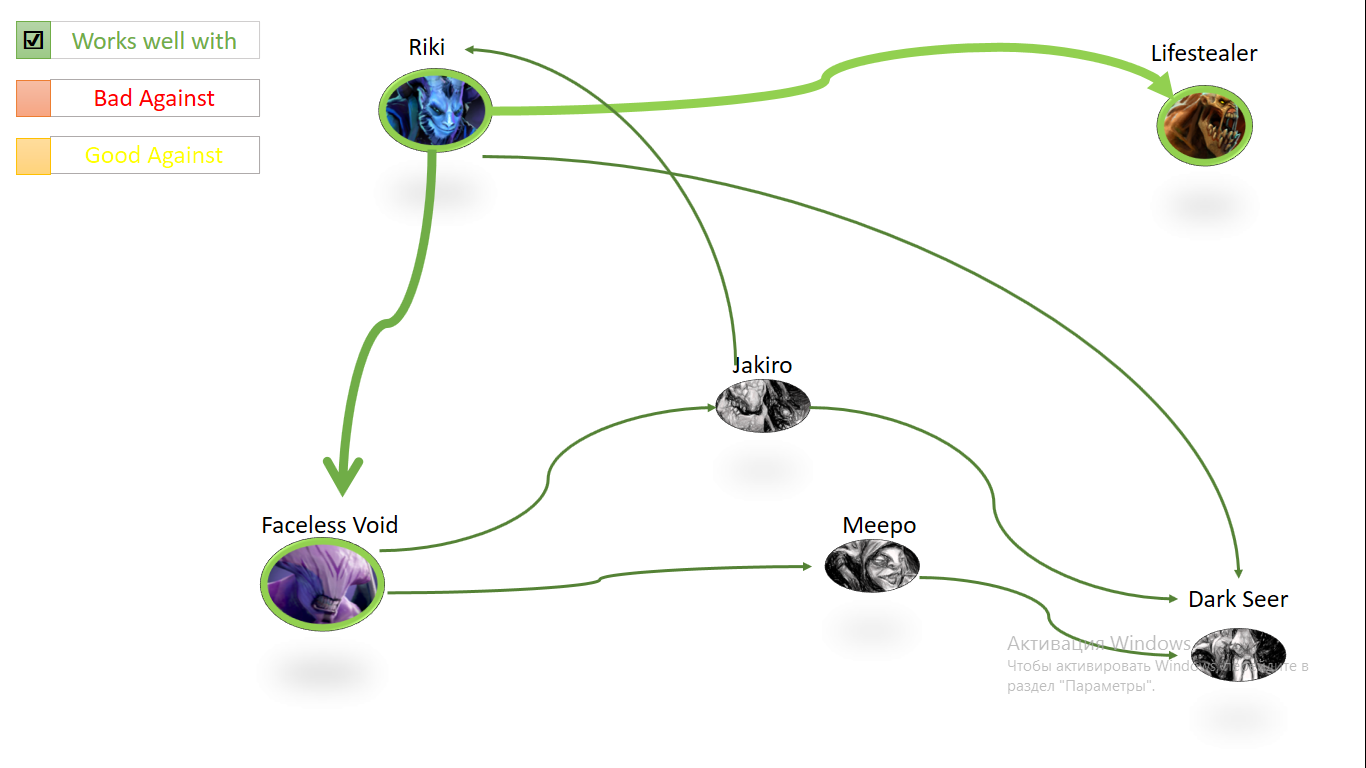 Works well with
Bad Against
Good Against
Riki
Lifestealer
Jakiro
Faceless Void
Meepo
Dark Seer
Активация Windows
Чтобы активировать Windows, перейдите в
раздел "Параметры".